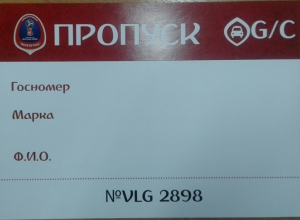 ПРОПУСК G/C
Госномер
Марка
Ф.И.О.
№VLG 2898